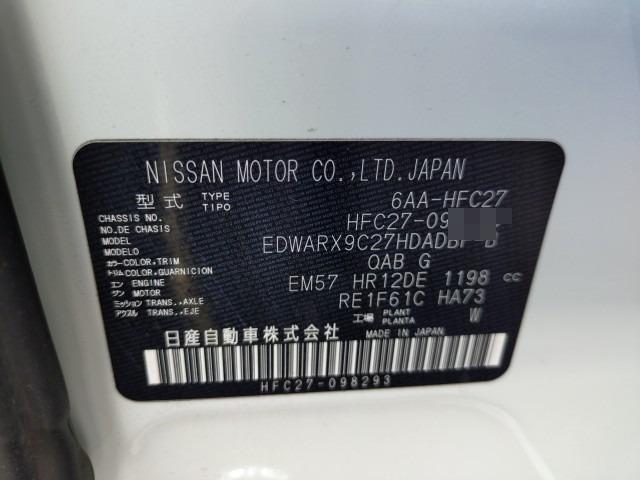 NISSAN MOTOR CO.,LTD.JAPAN
型式 TYPE TIPO 6AA-HFC27
CHASSIS NO. NO.DE CHASIS HFC27-09
MODEL MODELO EDWARX9C27HDADBF-B
カラー COLOR,TRIM トリム COLOR,GUARNICION QAB G
エン ENGINE ジン MOTOR EM57 HR12DE 1198 cc
ミッション TRANS.,AXLE アクスル TRANS.,EJE RE1F61C HA73
工場 PLANT PLANTA W
日産自動車株式会社 MADE IN JAPAN
HFC27-098293